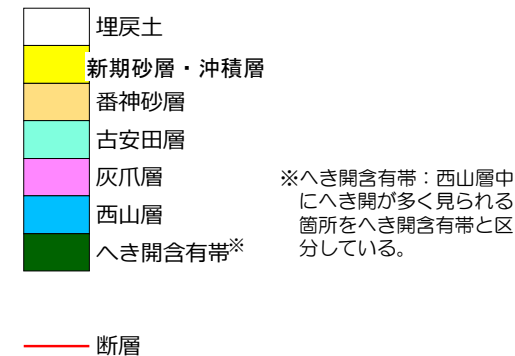 埋戻土
新期砂層・沖積層
番神砂層
古安田層
灰爪層
西山層
へき開含有帯※
※へき開含有帯：西山層中
にへき開が多く見られる
箇所をへき開含有帯と区
分している。
断層